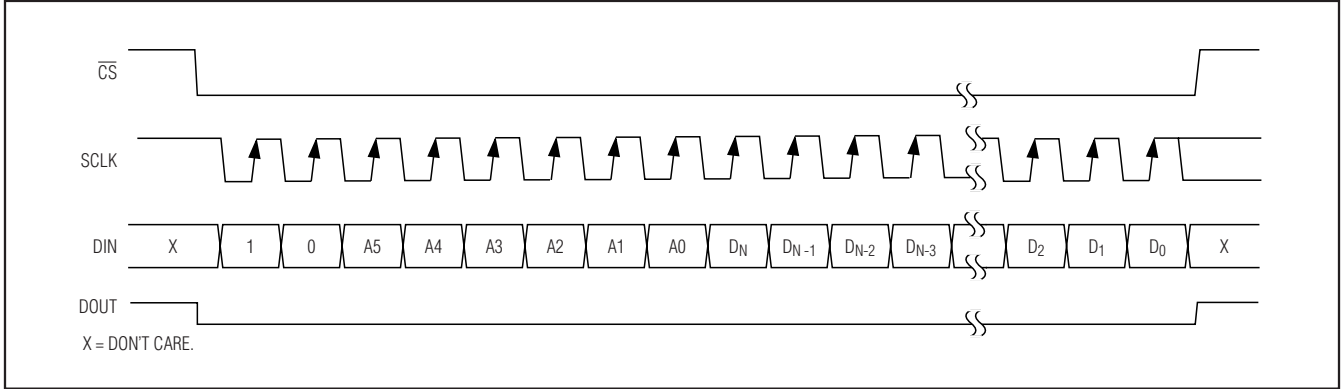 CS
SCLK
DIN X 1 0 A5 A4 A3 A2 A1 A0 DN DN-1 DN-2 DN-3 D2 D1 D0 X
DOUT
X = DON'T CARE.